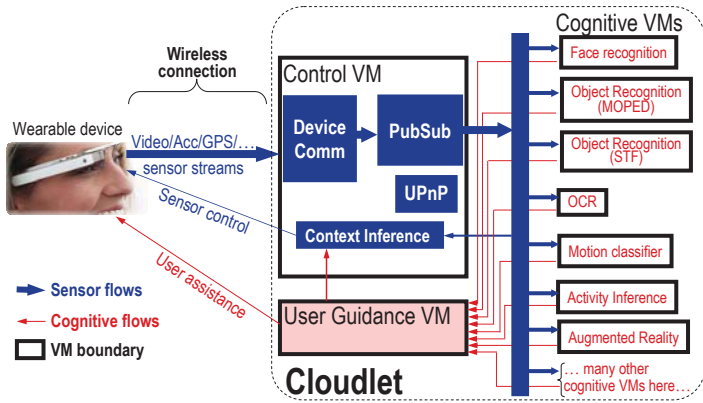 Cognitive VMs
Wireless
connection
Control VM
Face recognition
Object Recognition
(MOPED)
Wearable device
Video/Acc/GPS/...
sensor streams
Device
Comm
PubSub
Object Recognition
(STF)
UPnP
OCR
Sensor control
Context Inference
Motion classifier
User assistance
Sensor flows
Cognitive flows
VM boundary
User Guidance VM
Activity Inference
Augmented Reality
Cloudlet
... many other
cognitive VMs here...